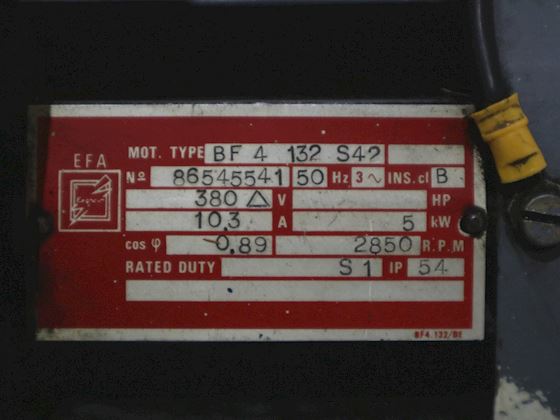 EFA
MOT. TYPE BF 4 132 S42
Nº 86545541 50 Hz 3∿ INS.cl B
380 △ V HP
10,3 A 5 kW
cos φ 0.89 2850 R.P.M
RATED DUTY S1 IP 54
BF4.132/BE